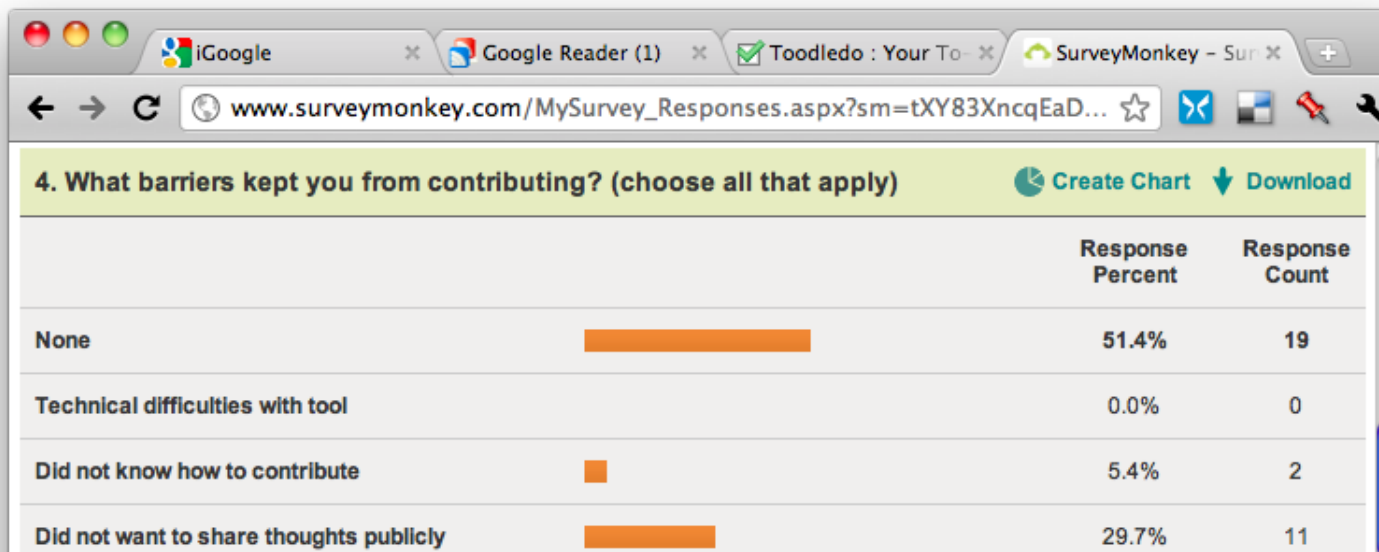 iGoogle
Google Reader (1)
Toodledo : Your To-
SurveyMonkey – Sur
www.surveymonkey.com/MySurvey_Responses.aspx?sm=tXY83XncqEaD...
4. What barriers kept you from contributing? (choose all that apply)
Create Chart
Download
Response Percent
Response Count
None 51.4% 19
Technical difficulties with tool 0.0% 0
Did not know how to contribute 5.4% 2
Did not want to share thoughts publicly 29.7% 11